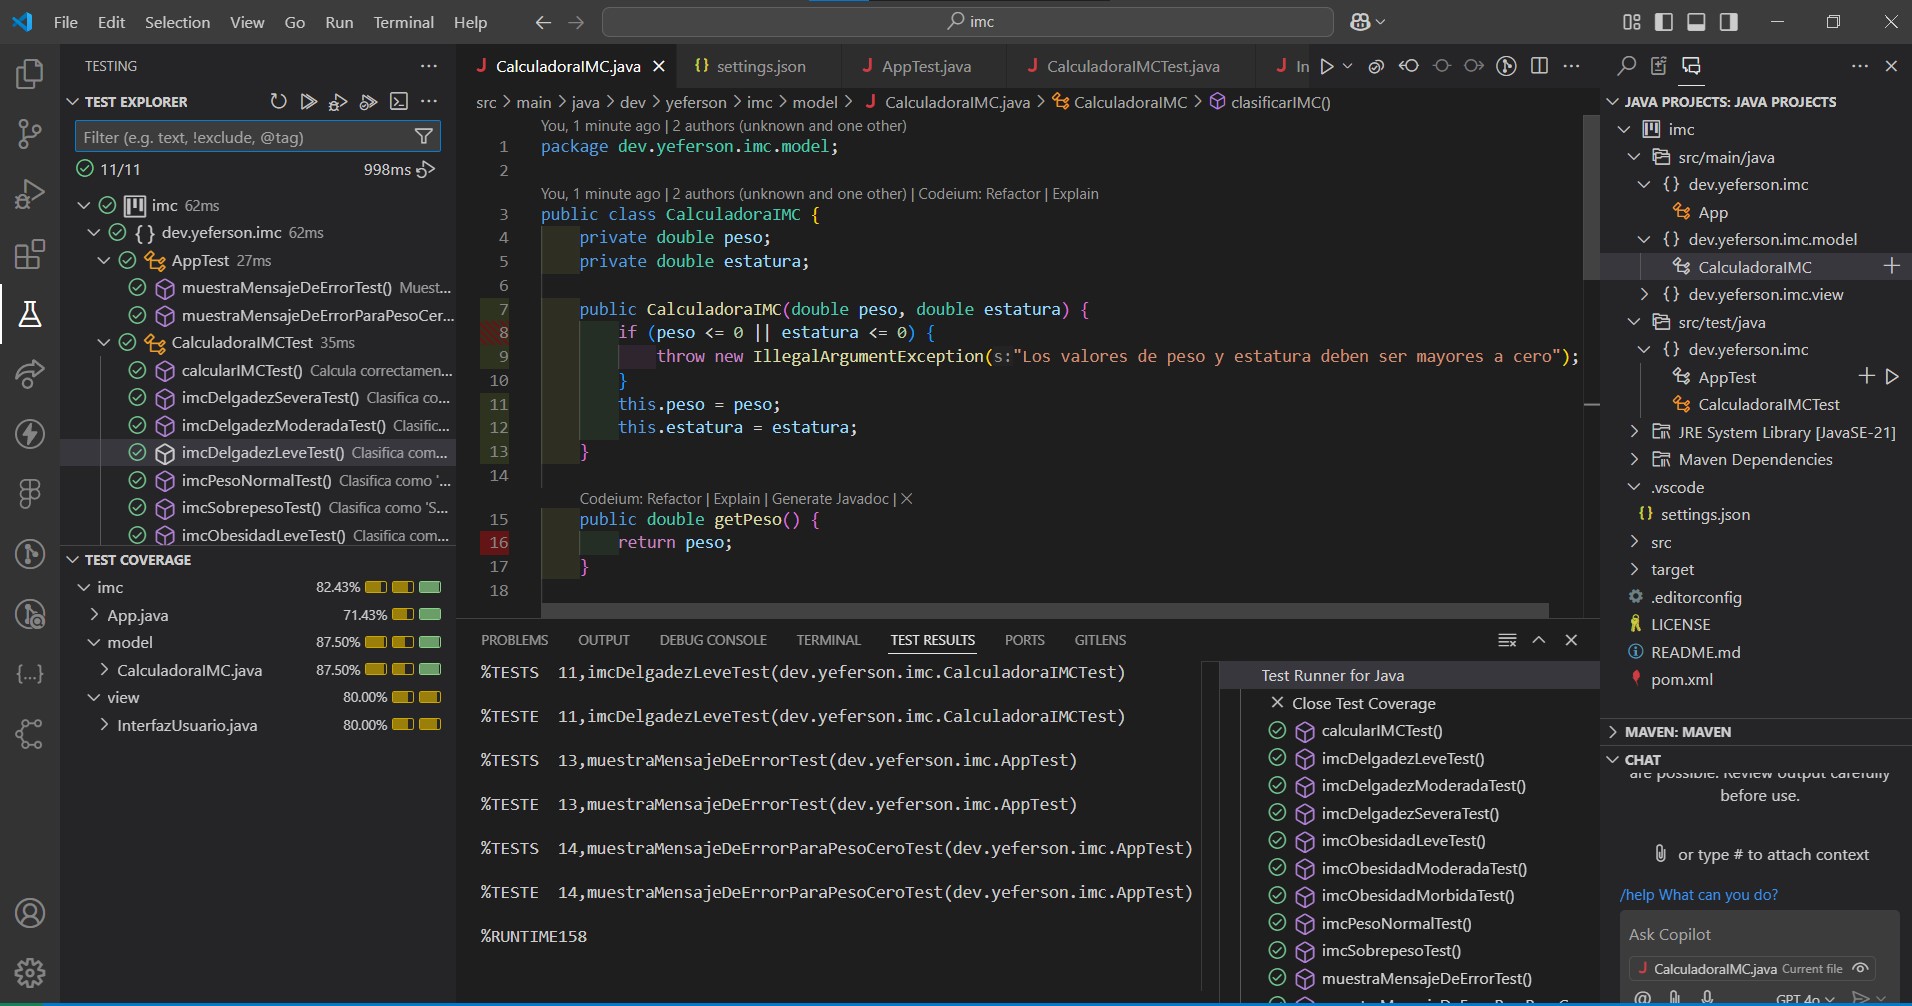 File Edit Selection View Go Run Terminal Help
imc
TESTING
TEST EXPLORER
Filter (e.g. text, !exclude, @tag)
11/11 998ms
imc 62ms
dev.yeferson.imc 62ms
AppTest 27ms
muestraMensajeDeErrorTest() Muest...
muestraMensajeDeErrorParaPesoCer...
CalculadoraIMCTest 35ms
calcularIMCTest() Calcula correctamen...
imcDelgadezSeveraTest() Clasifica co...
imcDelgadezModeradaTest() Clasific...
imcDelgadezLeveTest() Clasifica com...
imcPesoNormalTest() Clasifica como '...
imcSobrepesoTest() Clasifica como 'S...
imcObesidadLeveTest() Clasifica com...
TEST COVERAGE
imc 82.43%
App.java 71.43%
model 87.50%
CalculadoraIMC.java 87.50%
view 80.00%
InterfazUsuario.java 80.00%
CalculadoraIMC.java settings.json AppTest.java CalculadoraIMCTest.java In
src > main > java > dev > yeferson > imc > model > CalculadoraIMC.java > CalculadoraIMC > clasificarIMC()
You, 1 minute ago | 2 authors (unknown and one other)
1 package dev.yeferson.imc.model;
2
You, 1 minute ago | 2 authors (unknown and one other) | Codeium: Refactor | Explain
3 public class CalculadoraIMC {
4 private double peso;
5 private double estatura;
6
7 public CalculadoraIMC(double peso, double estatura) {
8 if (peso <= 0 || estatura <= 0) {
9 throw new IllegalArgumentException(s:"Los valores de peso y estatura deben ser mayores a cero");
10 }
11 this.peso = peso;
12 this.estatura = estatura;
13 }
14
Codeium: Refactor | Explain | Generate Javadoc | ×
15 public double getPeso() {
16 return peso;
17 }
18
PROBLEMS OUTPUT DEBUG CONSOLE TERMINAL TEST RESULTS PORTS GITLENS
%TESTS 11,imcDelgadezLeveTest(dev.yeferson.imc.CalculadoraIMCTest)
%TESTE 11,imcDelgadezLeveTest(dev.yeferson.imc.CalculadoraIMCTest)
%TESTS 13,muestraMensajeDeErrorTest(dev.yeferson.imc.AppTest)
%TESTE 13,muestraMensajeDeErrorTest(dev.yeferson.imc.AppTest)
%TESTS 14,muestraMensajeDeErrorParaPesoCeroTest(dev.yeferson.imc.AppTest)
%TESTE 14,muestraMensajeDeErrorParaPesoCeroTest(dev.yeferson.imc.AppTest)
%RUNTIME158
Test Runner for Java
Close Test Coverage
calcularIMCTest()
imcDelgadezLeveTest()
imcDelgadezModeradaTest()
imcDelgadezSeveraTest()
imcObesidadLeveTest()
imcObesidadModeradaTest()
imcObesidadMorbidaTest()
imcPesoNormalTest()
imcSobrepesoTest()
muestraMensajeDeErrorTest()
JAVA PROJECTS: JAVA PROJECTS
imc
src/main/java
dev.yeferson.imc
App
dev.yeferson.imc.model
CalculadoraIMC
dev.yeferson.imc.view
src/test/java
dev.yeferson.imc
AppTest
CalculadoraIMCTest
JRE System Library [JavaSE-21]
Maven Dependencies
.vscode
settings.json
src
target
.editorconfig
LICENSE
README.md
pom.xml
MAVEN: MAVEN
CHAT
are possible. Review output carefully
before use.
or type # to attach context
/help What can you do?
Ask Copilot
CalculadoraIMC.java Current file
GPT 4o